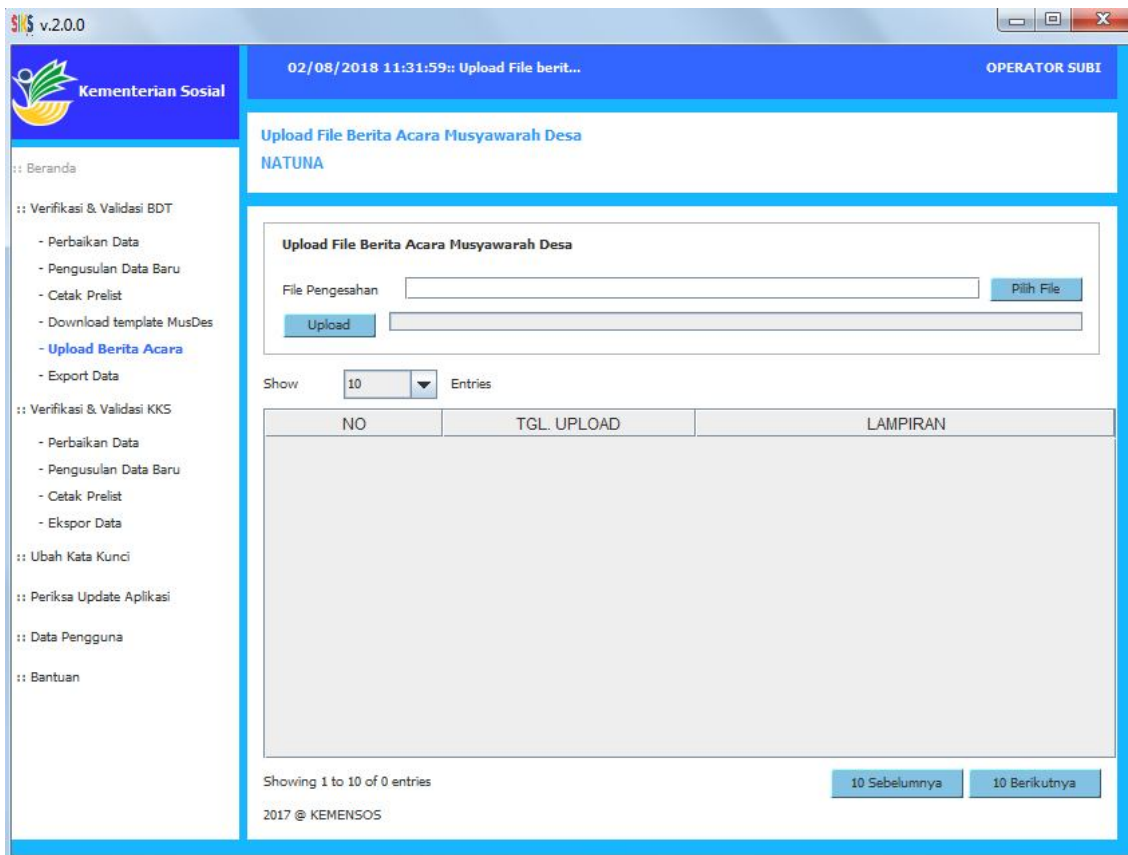 SIKS v.2.0.0
Kementerian Sosial
02/08/2018 11:31:59:: Upload File berit...
OPERATOR SUBI
Upload File Berita Acara Musyawarah Desa
NATUNA
:: Beranda
:: Verifikasi & Validasi BDT
- Perbaikan Data
- Pengusulan Data Baru
- Cetak Prelist
- Download template MusDes
- Upload Berita Acara
- Export Data
:: Verifikasi & Validasi KKS
- Perbaikan Data
- Pengusulan Data Baru
- Cetak Prelist
- Ekspor Data
:: Ubah Kata Kunci
:: Periksa Update Aplikasi
:: Data Pengguna
:: Bantuan
Upload File Berita Acara Musyawarah Desa
File Pengesahan
Pilih File
Upload
Show 10 Entries
NO TGL. UPLOAD LAMPIRAN
Showing 1 to 10 of 0 entries
10 Sebelumnya 10 Berikutnya
2017 @ KEMENSOS